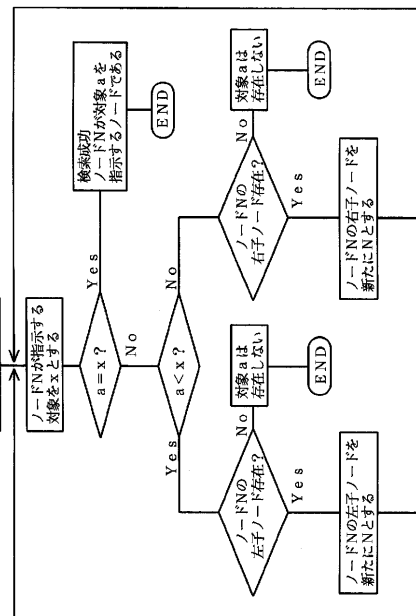 ノードNが指示する
対象をxとする
a=x?
Yes
No
検索成功
ノードNが対象aを
指示するノードである
END
a<x?
Yes
No
ノードNの
左子ノード存在?
No
対象aは
存在しない
END
Yes
ノードNの左子ノードを
新たにNとする
ノードNの
右子ノード存在?
No
対象aは
存在しない
END
Yes
ノードNの右子ノードを
新たにNとする